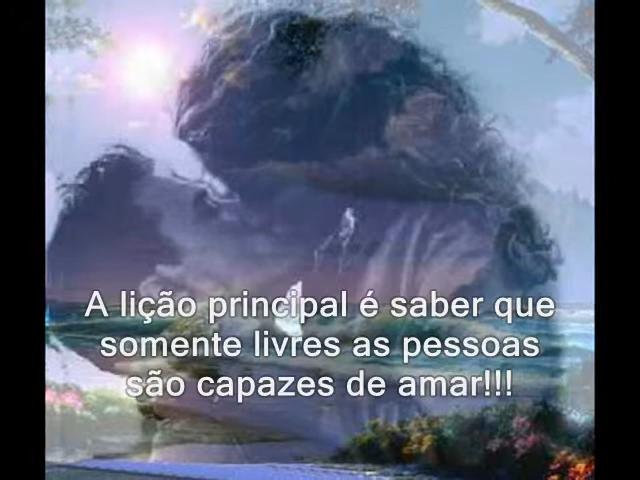 A lição principal é saber que
somente livres as pessoas
são capazes de amar!!!